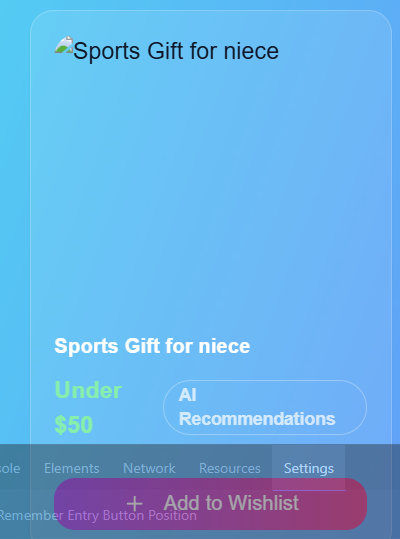 Sports Gift for niece
Sports Gift for niece
Under
$50
AI
Recommendations
sole Elements Network Resources Settings
+ Add to Wishlist
Remember Entry Button Position